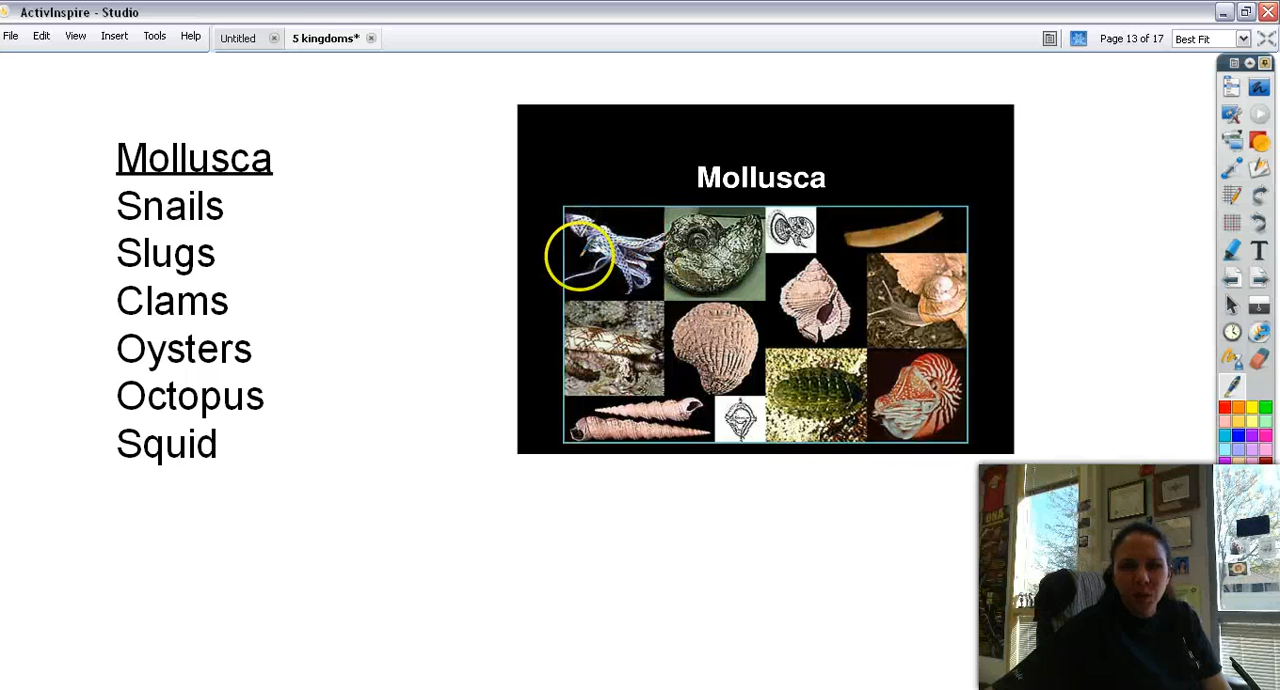 ActivInspire - Studio
File Edit View Insert Tools Help
Untitled
5 kingdoms*
Page 13 of 17
Best Fit
Mollusca
Snails
Slugs
Clams
Oysters
Octopus
Squid
Mollusca
T
DNA